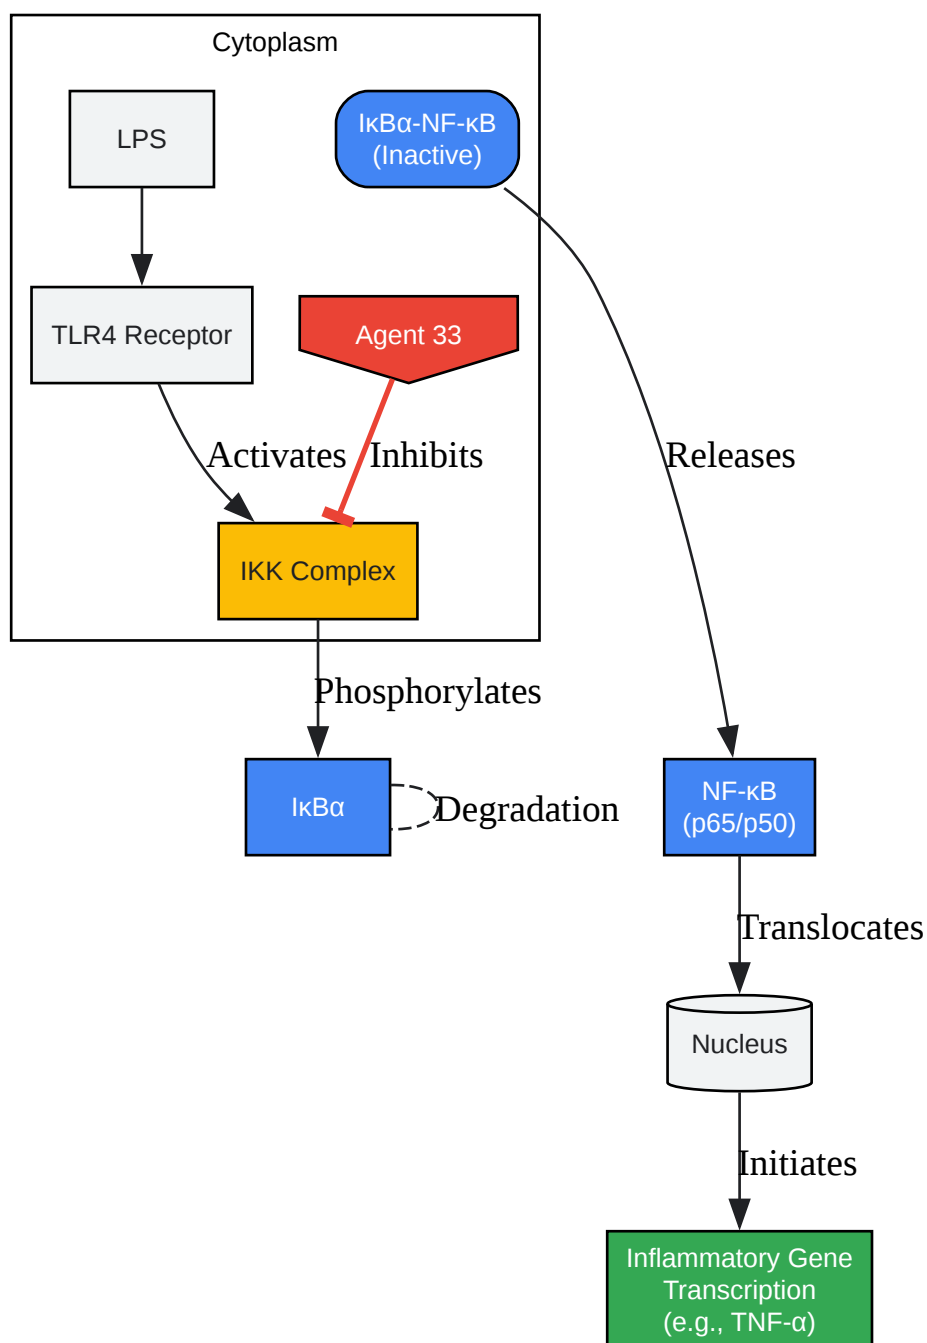 Cytoplasm
LPS
IκBα-NF-κB
(Inactive)
TLR4 Receptor
Agent 33
Activates
Inhibits
Releases
IKK Complex
Phosphorylates
IκBα
Degradation
NF-κB
(p65/p50)
Translocates
Nucleus
Initiates
Inflammatory Gene
Transcription
(e.g., TNF-α)